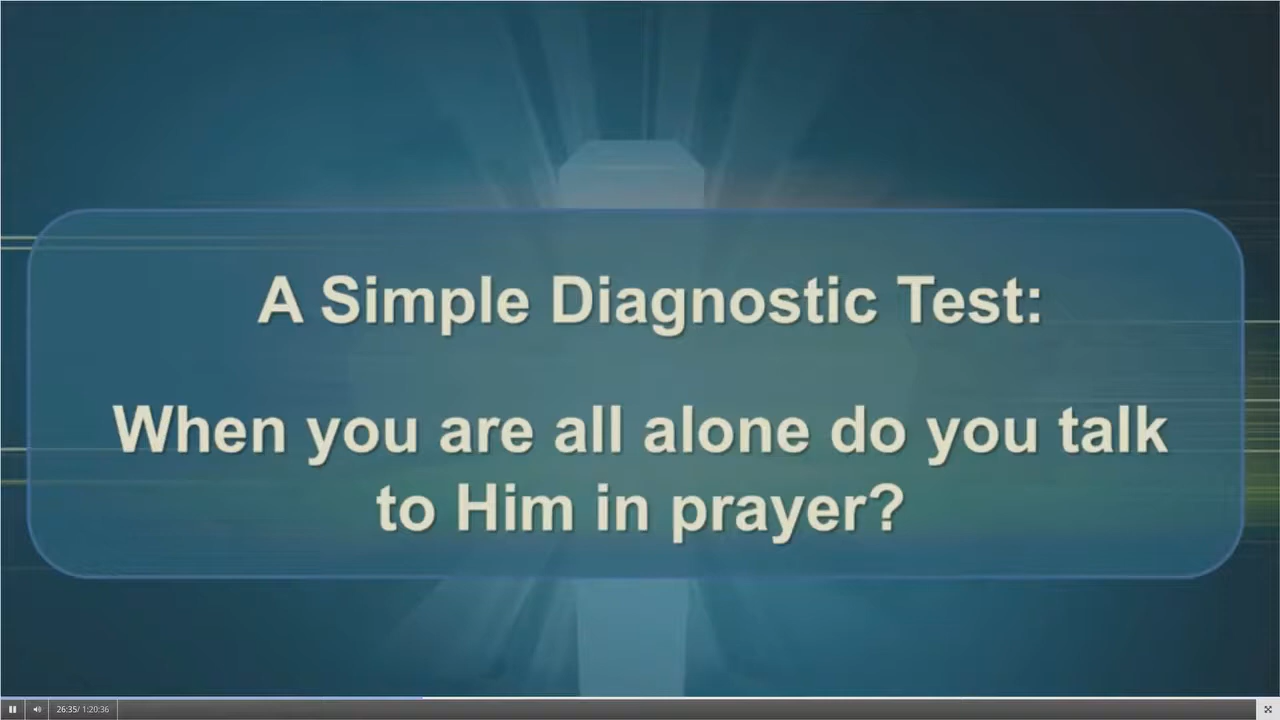 A Simple Diagnostic Test:
When you are all alone do you talk
to Him in prayer?
26:35/ 1:20:36